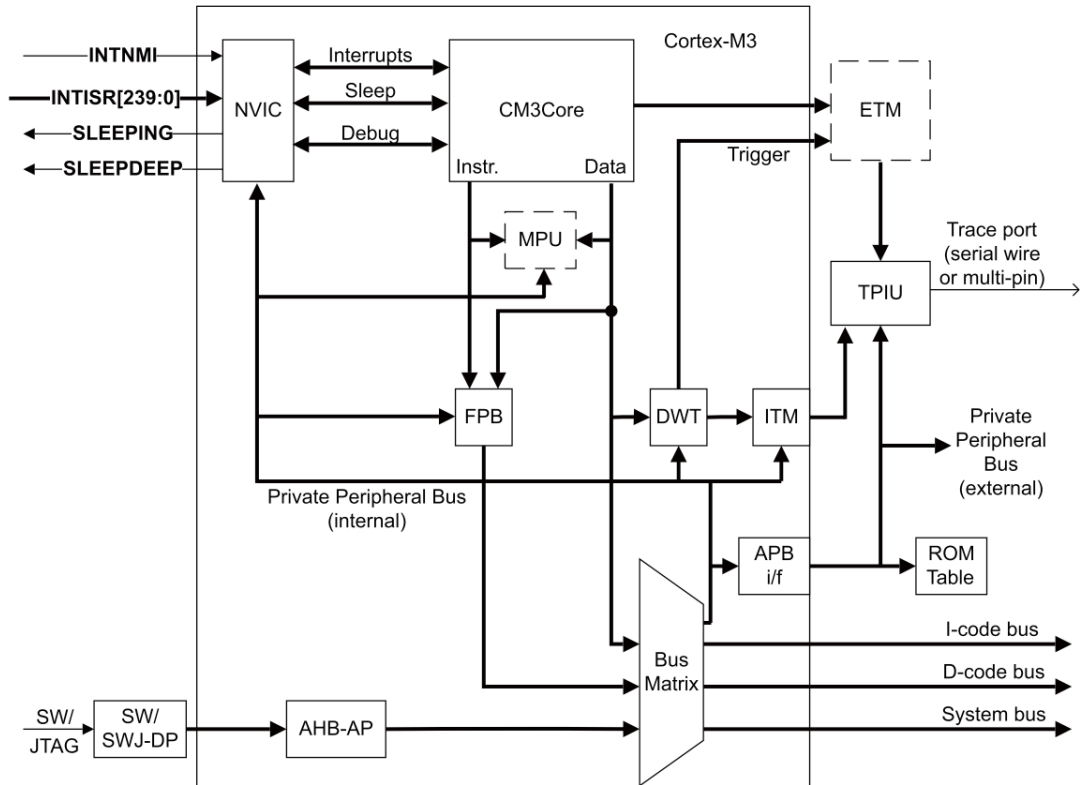 Cortex-M3
INTNMI
INTISR[239:0]
SLEEPING
SLEEPDEEP
NVIC
Interrupts
Sleep
Debug
CM3Core
Instr.
Data
ETM
Trigger
MPU
Trace port
(serial wire
or multi-pin)
TPIU
FPB
DWT
ITM
Private
Peripheral
Bus
(external)
Private Peripheral Bus
(internal)
APB
i/f
ROM
Table
Bus
Matrix
I-code bus
D-code bus
System bus
SW/
JTAG
SW/
SWJ-DP
AHB-AP